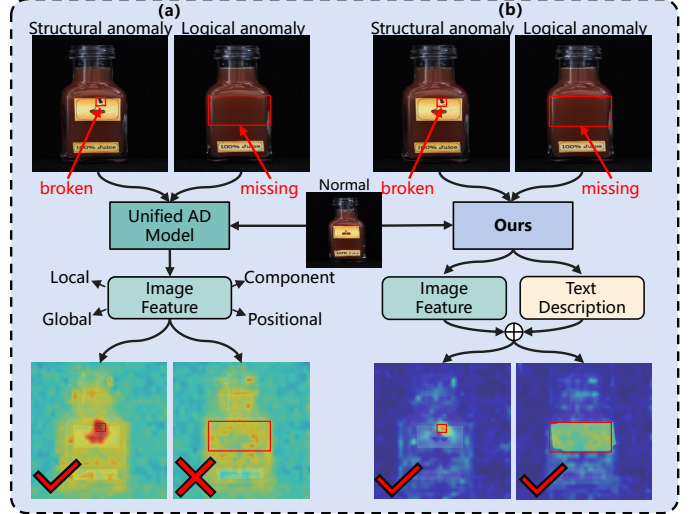 (a)
(b)
Structural anomaly
Logical anomaly
Structural anomaly
Logical anomaly
100% Juice
100% Juice
100% Juice
100% Juice
broken
missing
Normal
broken
missing
Unified AD
Model
Ours
Local
Component
Image
Feature
Global
Positional
Image
Feature
Text
Description